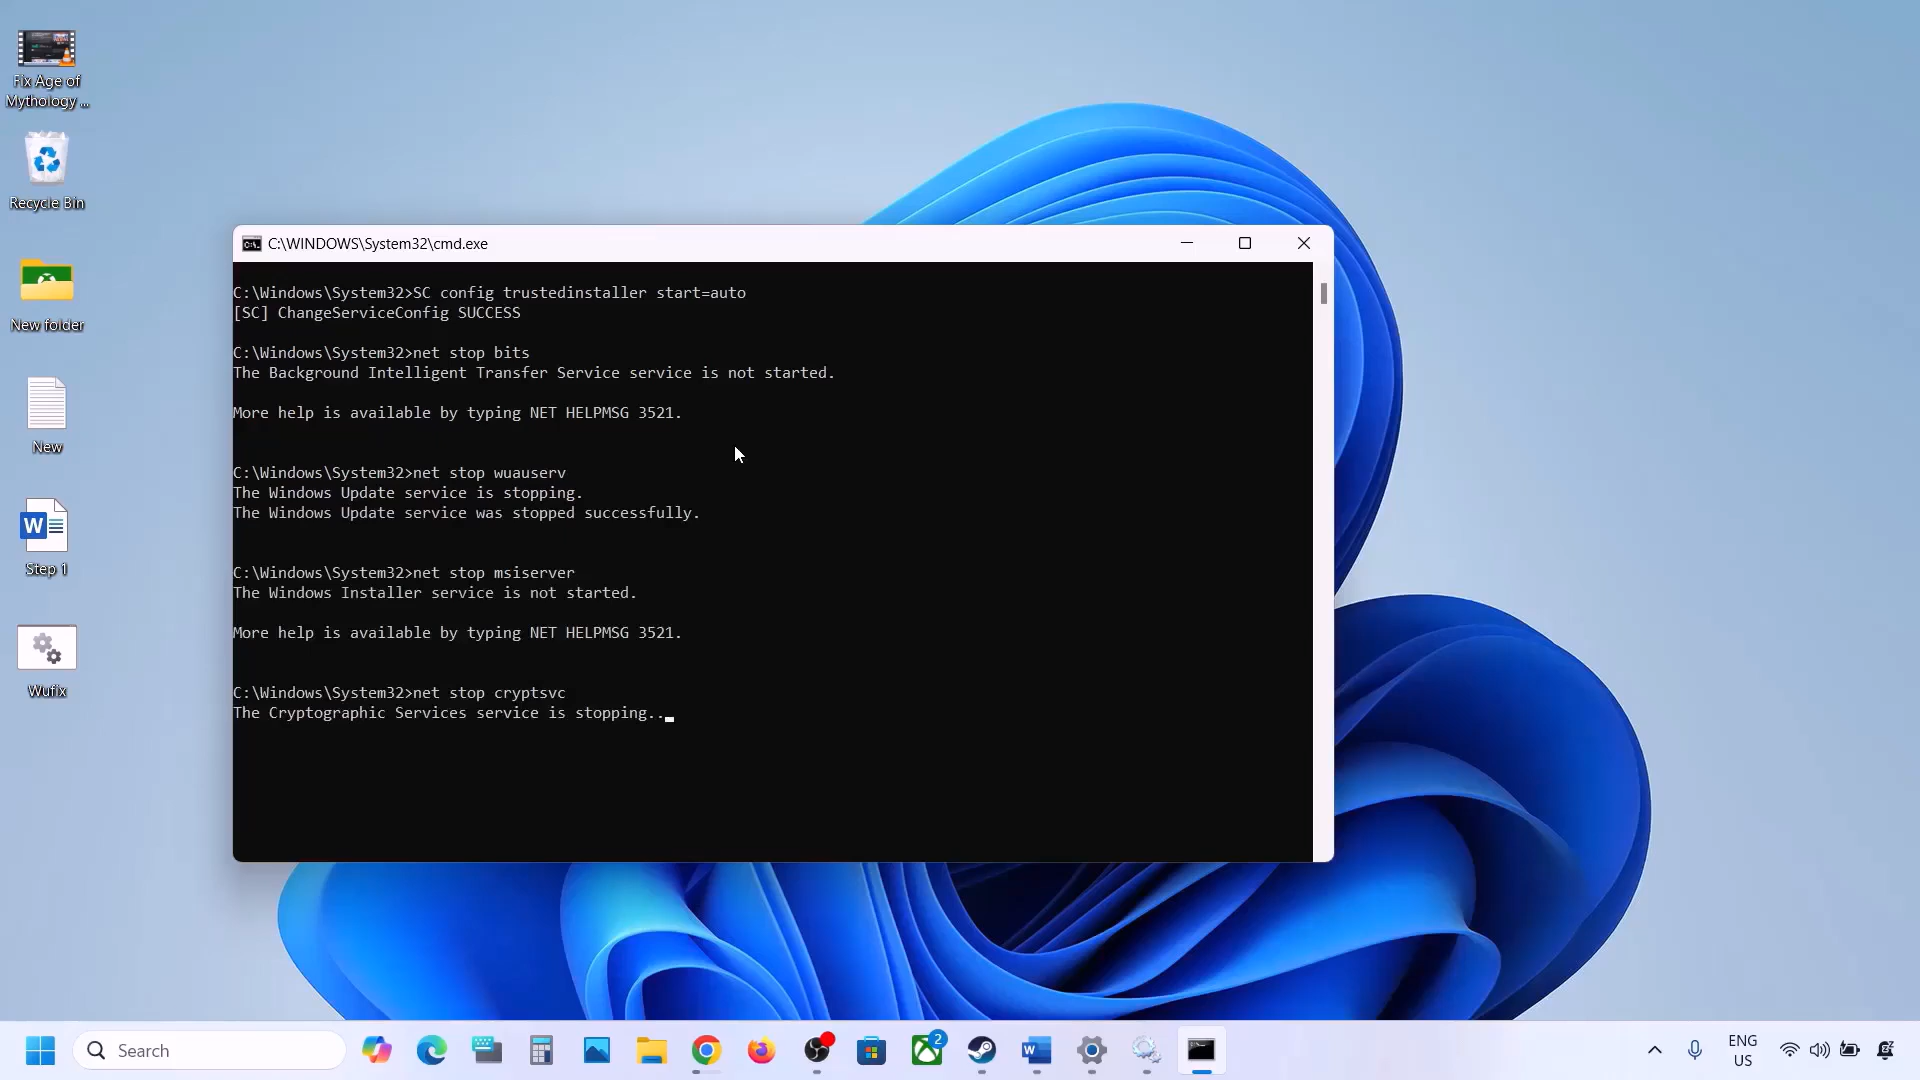 Fix Age of
Mythology ...
Recycle Bin
New folder
New
Step 1
Wufix
C:\WINDOWS\System32\cmd.exe
C:\Windows\System32>SC config trustedinstaller start=auto
[SC] ChangeServiceConfig SUCCESS
C:\Windows\System32>net stop bits
The Background Intelligent Transfer Service service is not started.
More help is available by typing NET HELPMSG 3521.
C:\Windows\System32>net stop wuauserv
The Windows Update service is stopping.
The Windows Update service was stopped successfully.
C:\Windows\System32>net stop msiserver
The Windows Installer service is not started.
More help is available by typing NET HELPMSG 3521.
C:\Windows\System32>net stop cryptsvc
The Cryptographic Services service is stopping..
Search
2
ENG
US